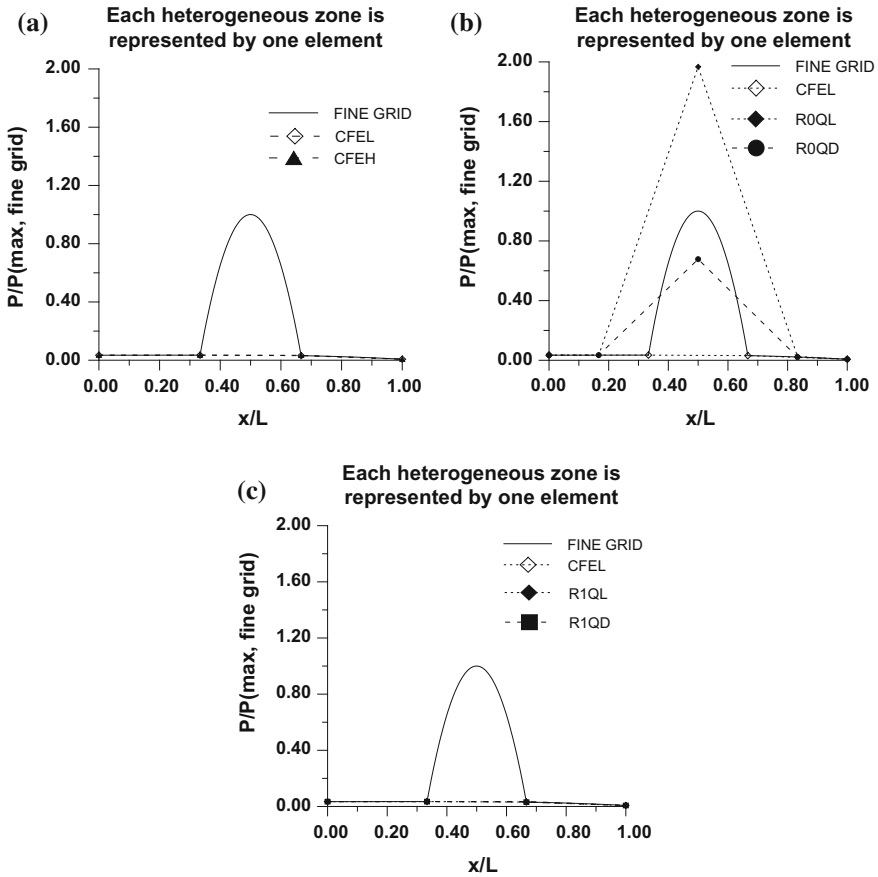 (a)
Each heterogeneous zone is
represented by one element
2.00
1.60
1.20
0.80
0.40
0.00
P/P(max, fine grid)
FINE GRID
CFEL
CFEH
0.00 0.20 0.40 0.60 0.80 1.00
x/L
(b)
Each heterogeneous zone is
represented by one element
2.00
1.60
1.20
0.80
0.40
0.00
P/P(max, fine grid)
FINE GRID
CFEL
R0QL
R0QD
0.00 0.20 0.40 0.60 0.80 1.00
x/L
(c)
Each heterogeneous zone is
represented by one element
2.00
1.60
1.20
0.80
0.40
0.00
P/P(max, fine grid)
FINE GRID
CFEL
R1QL
R1QD
0.00 0.20 0.40 0.60 0.80 1.00
x/L